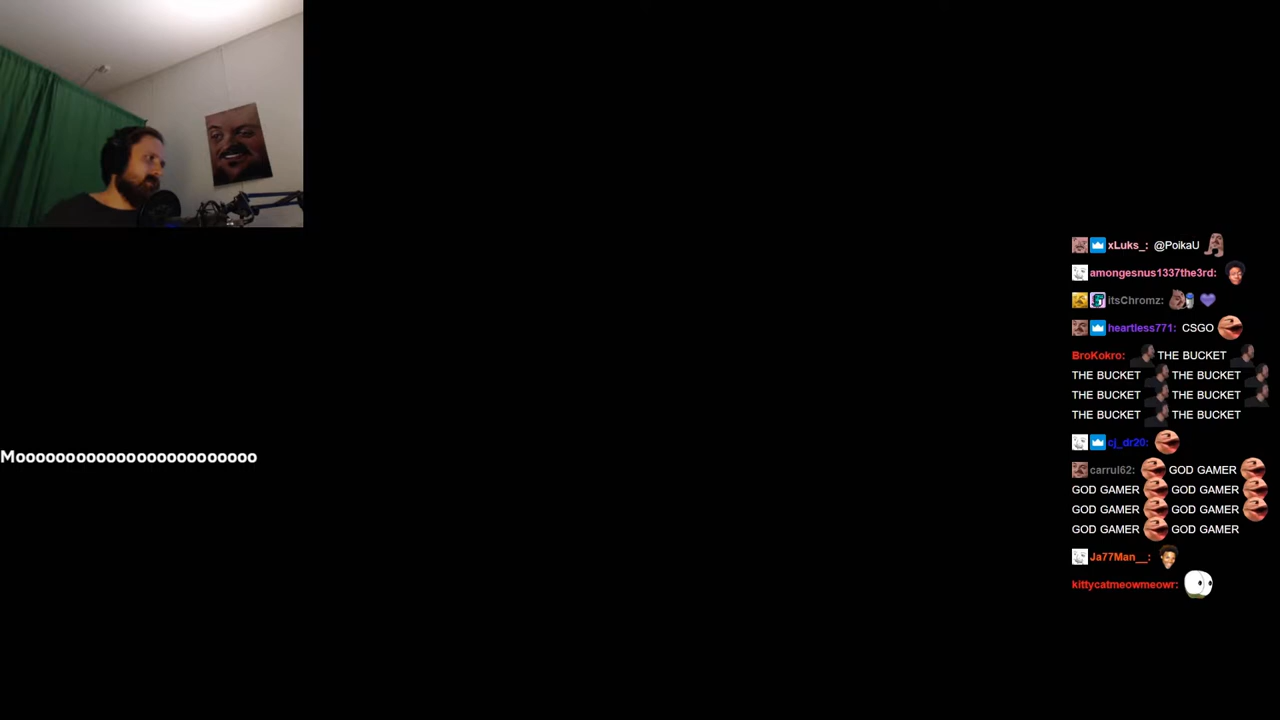 xLuks_: @PoikaU
amongesnus1337the3rd:
itsChromz:
heartless771: CSGO
BroKokro: THE BUCKET
THE BUCKET THE BUCKET
THE BUCKET THE BUCKET
THE BUCKET THE BUCKET
cj_dr20:
Moooooooooooooooooooooooo
carrul62: GOD GAMER
GOD GAMER GOD GAMER
GOD GAMER GOD GAMER
GOD GAMER GOD GAMER
Ja77Man__:
kittycatmeowmeowr: